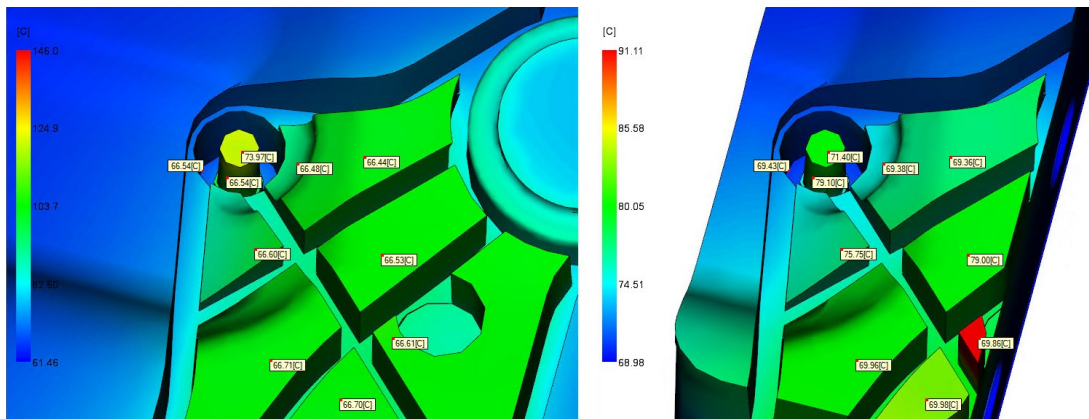 [C]
146.0
124.9
103.7
82.60
61.46
66.54[C]
73.97[C]
66.54[C]
66.48[C]
66.44[C]
66.60[C]
66.53[C]
66.71[C]
66.61[C]
66.70[C]
[C]
91.11
85.58
80.05
74.51
68.98
69.43[C]
71.40[C]
79.10[C]
69.38[C]
69.36[C]
75.75[C]
79.00[C]
69.96[C]
69.86[C]
69.98[C]